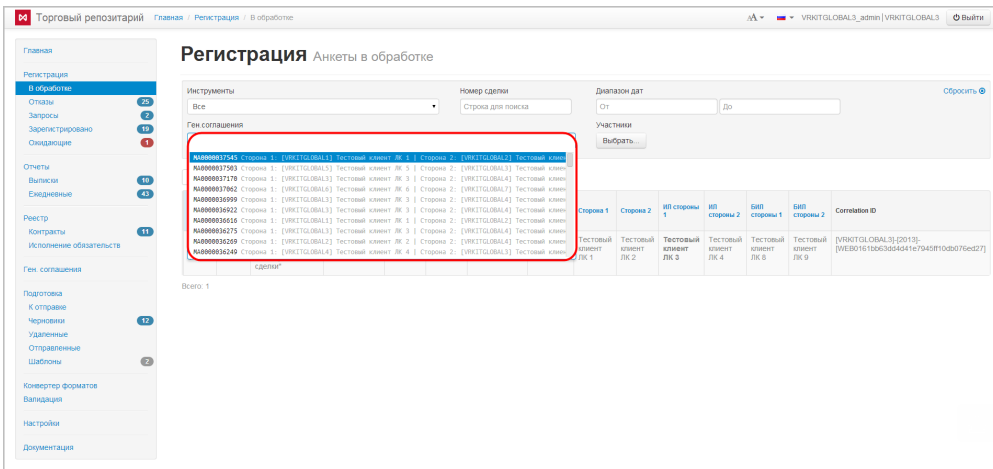 Торговый репозитарий Главная / Регистрация / В обработке
VRKITGLOBAL3_admin | VRKITGLOBAL3 Выйти
Главная
Регистрация
В обработке
Отказы 25
Запросы 2
Зарегистрировано 19
Ожидающие 1
Отчеты
Выписки 10
Ежедневные 43
Реестр
Контракты 11
Исполнение обязательств
Ген. соглашения
Подготовка
К отправке
Черновики 12
Удаленные
Отправленные
Шаблоны 2
Конвертер форматов
Валидация
Настройки
Документация
Регистрация Анкеты в обработке
Инструменты Номер сделки Диапазон дат Сбросить
Все Строка для поиска От До
Ген.соглашения Участники
Выбрать...
MA0000037545 Сторона 1: [VRKITGLOBAL1] Тестовый клиент ЛК 1 | Сторона 2: [VRKITGLOBAL2] Тестовый клиен
MA0000037503 Сторона 1: [VRKITGLOBAL5] Тестовый клиент ЛК 5 | Сторона 2: [VRKITGLOBAL3] Тестовый клиен
MA0000037170 Сторона 1: [VRKITGLOBAL3] Тестовый клиент ЛК 3 | Сторона 2: [VRKITGLOBAL4] Тестовый клиен
MA0000037062 Сторона 1: [VRKITGLOBAL6] Тестовый клиент ЛК 6 | Сторона 2: [VRKITGLOBAL7] Тестовый клиен
MA0000036999 Сторона 1: [VRKITGLOBAL3] Тестовый клиент ЛК 3 | Сторона 2: [VRKITGLOBAL4] Тестовый клиен
MA0000036922 Сторона 1: [VRKITGLOBAL3] Тестовый клиент ЛК 3 | Сторона 2: [VRKITGLOBAL4] Тестовый клиен
MA0000036616 Сторона 1: [VRKITGLOBAL2] Тестовый клиент ЛК 2 | Сторона 2: [VRKITGLOBAL3] Тестовый клиен
MA0000036275 Сторона 1: [VRKITGLOBAL3] Тестовый клиент ЛК 3 | Сторона 2: [VRKITGLOBAL4] Тестовый клиен
MA0000036269 Сторона 1: [VRKITGLOBAL2] Тестовый клиент ЛК 2 | Сторона 2: [VRKITGLOBAL4] Тестовый клиен
MA0000036249 Сторона 1: [VRKITGLOBAL4] Тестовый клиент ЛК 4 | Сторона 2: [VRKITGLOBAL3] Тестовый клиен
Сторона 1 Сторона 2 ИЛ стороны 1 ИЛ стороны 2 БИЛ стороны 1 БИЛ стороны 2 Correlation ID
Тестовый клиент ЛК 1 Тестовый клиент ЛК 2 Тестовый клиент ЛК 3 Тестовый клиент ЛК 4 Тестовый клиент ЛК 8 Тестовый клиент ЛК 9 [VRKITGLOBAL3]-[2013]-[WEB0161bb63dd4d41e7945ff10db076ed27]
сделки"
Всего: 1